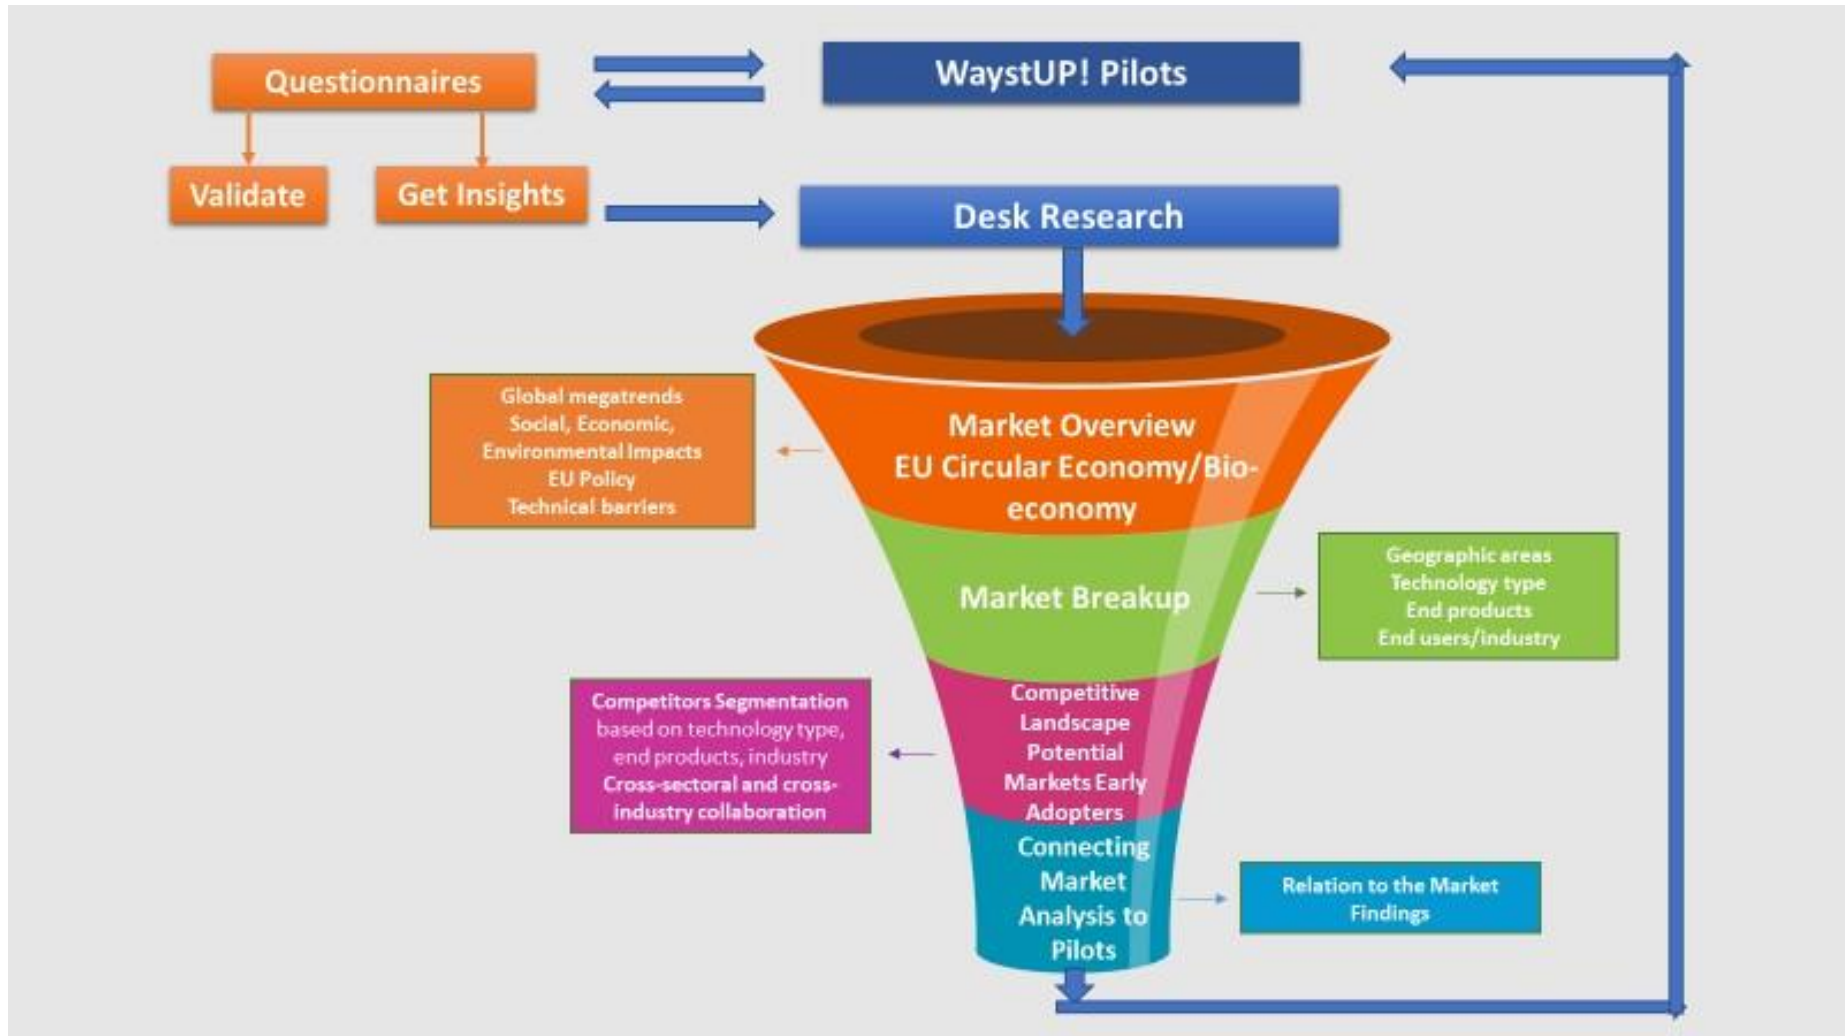 Questionnaires
WaystUP! Pilots
Validate
Get Insights
Desk Research
Global megatrends
Social, Economic,
Environmental Impacts
EU Policy
Technical barriers
Market Overview
EU Circular Economy/Bio-
economy
Market Breakup
Geographic areas
Technology type
End products
End users/industry
Competitors Segmentation
based on technology type,
end products, industry
Cross-sectoral and cross-
industry collaboration
Competitive
Landscape
Potential
Markets Early
Adopters
Connecting
Market
Analysis to
Pilots
Relation to the Market
Findings